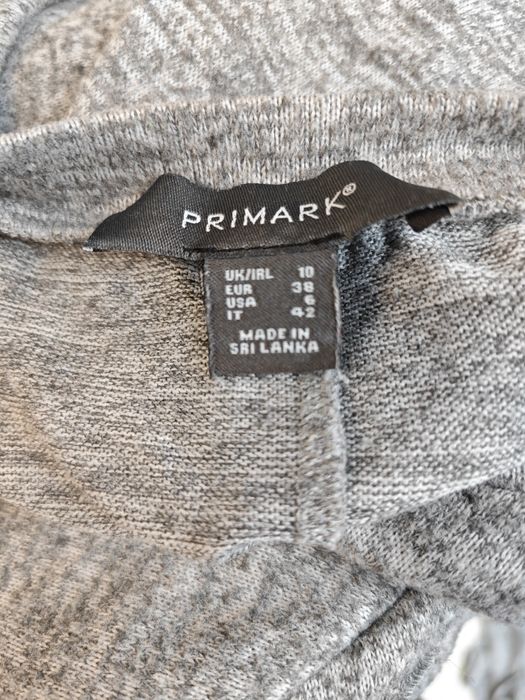 PRIMARK®
UK/IRL 10
EUR 38
USA 6
IT 42
MADE IN
SRI LANKA